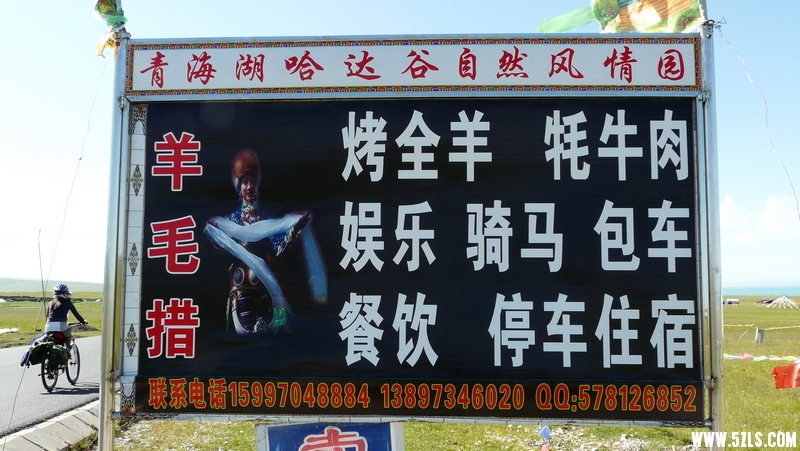 青海湖哈达谷自然风情园
羊毛措
烤全羊 牦牛肉
娱乐 骑马 包车
餐饮 停车住宿
联系电话15997048884 13897346020 QQ:578126852
WWW.5ZLS.COM